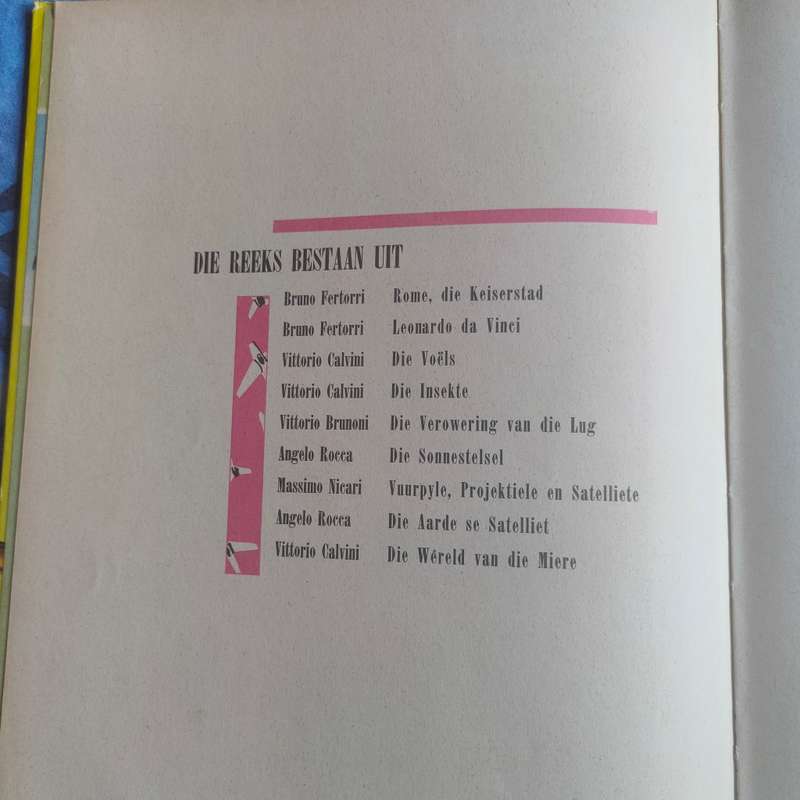 DIE REEKS BESTAAN UIT
Bruno Fertorri Rome, die Keiserstad
Bruno Fertorri Leonardo da Vinci
Vittorio Calvini Die Voëls
Vittorio Calvini Die Insekte
Vittorio Brunoni Die Verowering van die Lug
Angelo Rocca Die Sonnestelsel
Massimo Nicari Vuurpyle, Projektiele en Satelliete
Angelo Rocca Die Aarde se Satelliet
Vittorio Calvini Die Wéreld van die Miere